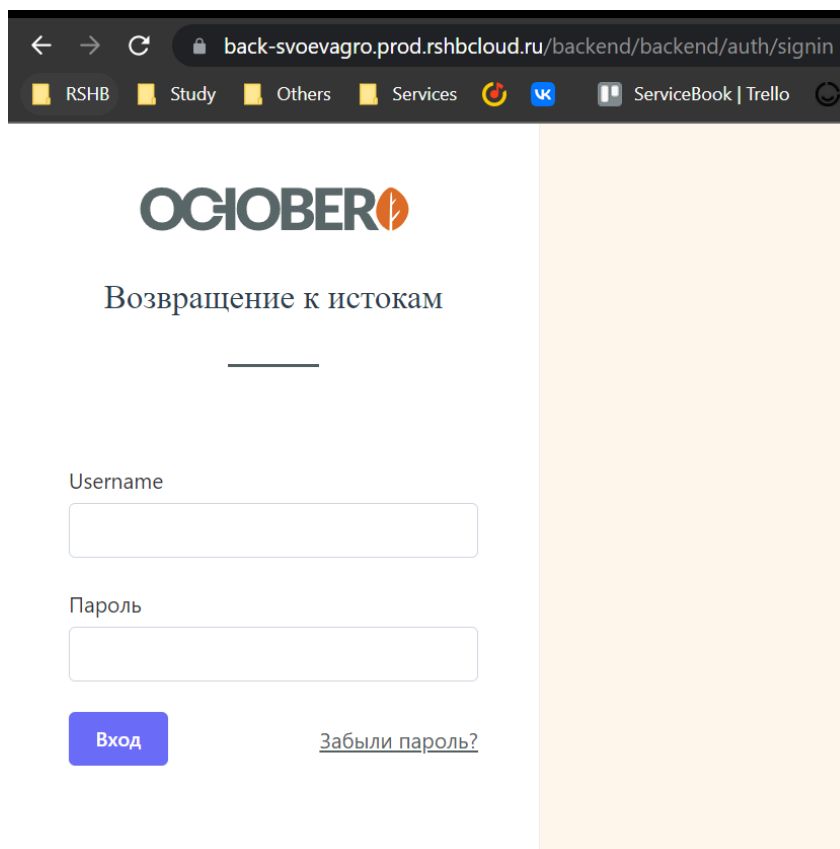 back-svoevagro.prod.rshbcloud.ru/backend/backend/auth/signin
RSHB Study Others Services VK ServiceBook | Trello
OCTOBER
Возвращение к истокам
Username
Пароль
Вход Забыли пароль?